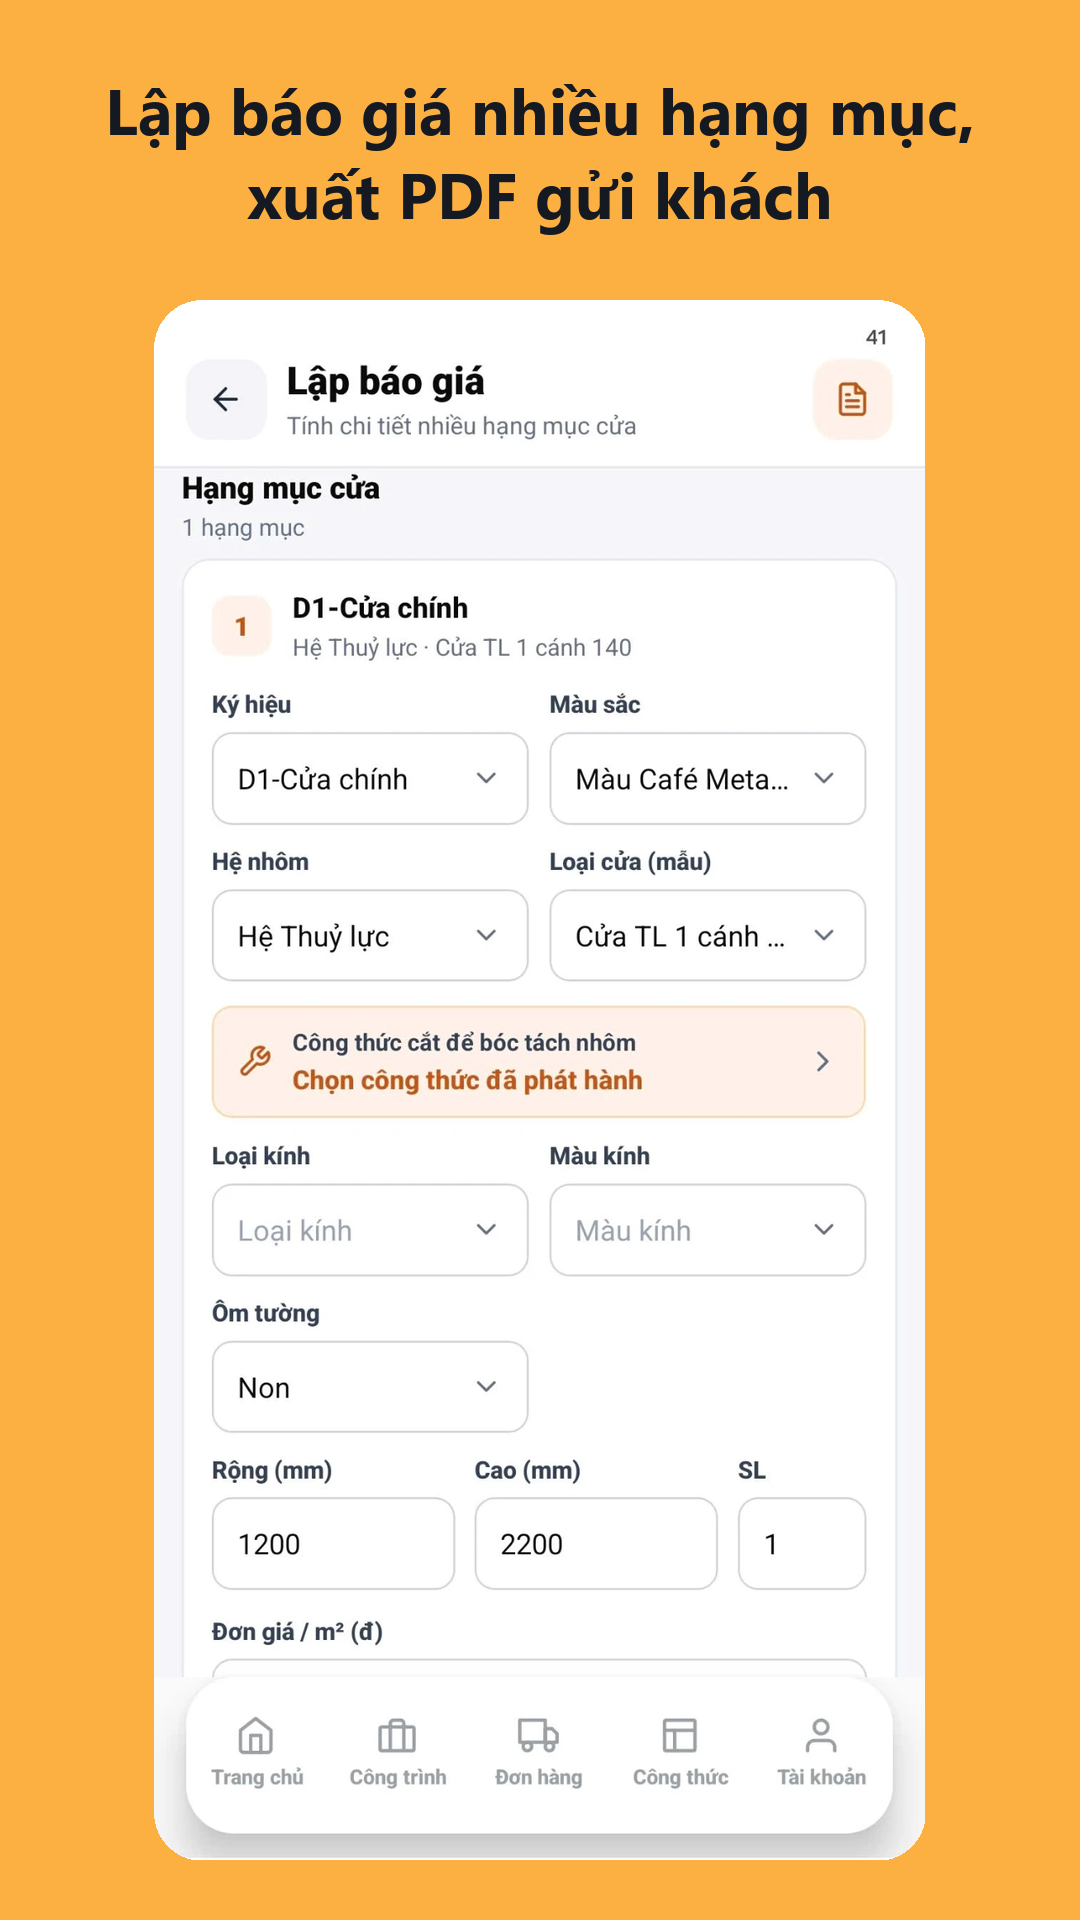 Lập báo giá nhiều hạng mục,
xuất PDF gửi khách
41
Lập báo giá
Tính chi tiết nhiều hạng mục cửa
Hạng mục cửa
1 hạng mục
1
D1-Cửa chính
Hệ Thuỷ lực · Cửa TL 1 cánh 140
Ký hiệu
Màu sắc
D1-Cửa chính
Màu Café Meta...
Hệ nhôm
Loại cửa (mẫu)
Hệ Thuỷ lực
Cửa TL 1 cánh ...
Công thức cắt để bóc tách nhôm
Chọn công thức đã phát hành
Loại kính
Màu kính
Loại kính
Màu kính
Ôm tường
Non
Rộng (mm)
Cao (mm)
SL
1200
2200
1
Đơn giá / m² (đ)
Trang chủ
Công trình
Đơn hàng
Công thức
Tài khoản